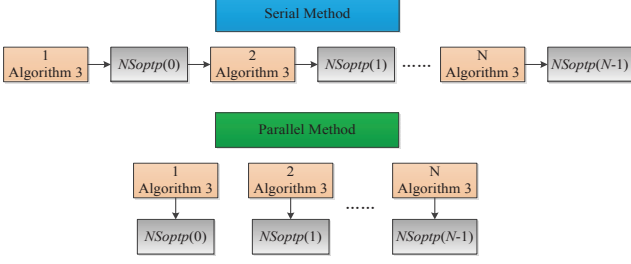 Serial Method
1
Algorithm 3
NSoptp(0)
2
Algorithm 3
NSoptp(1)
......
N
Algorithm 3
NSoptp(N-1)
Parallel Method
1
Algorithm 3
2
Algorithm 3
N
Algorithm 3
......
NSoptp(0)
NSoptp(1)
NSoptp(N-1)